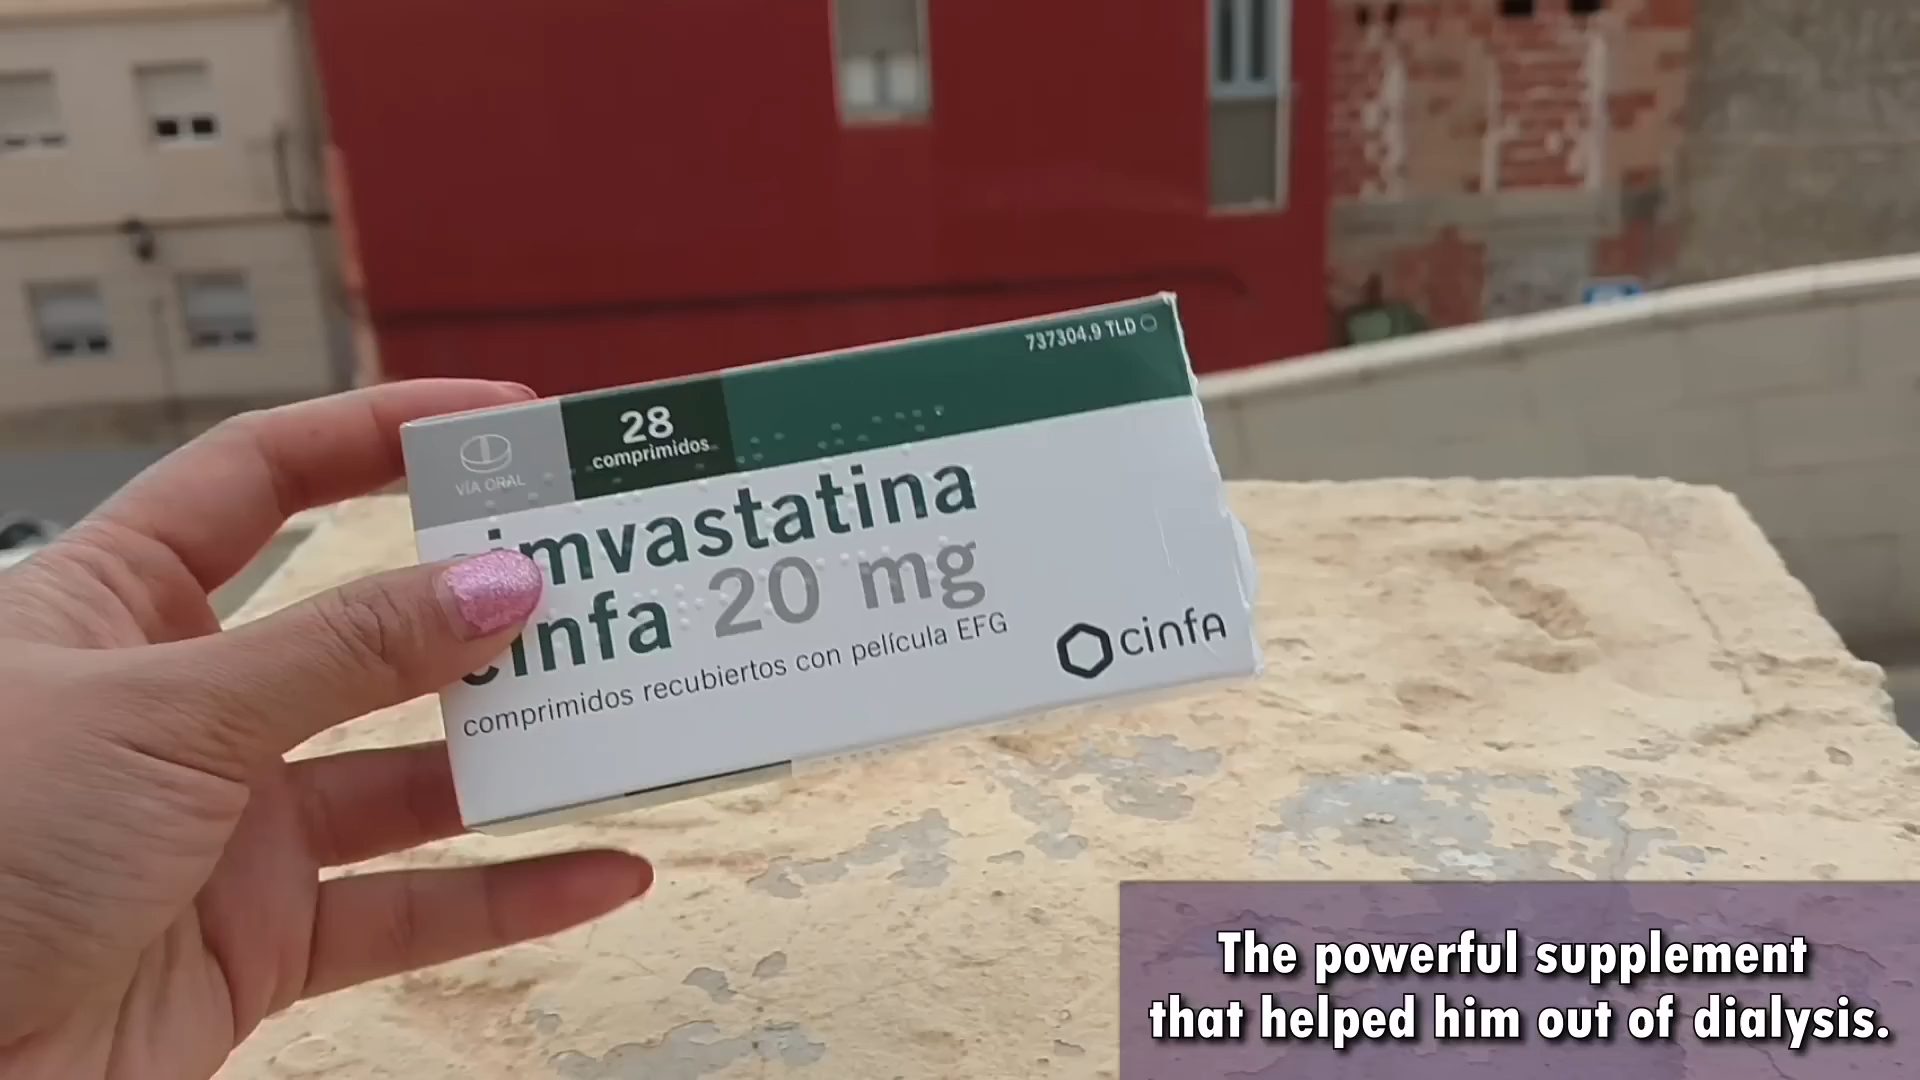 737304.9 TLD
28
comprimidos
VÍA ORAL
simvastatina
cinfa 20 mg
comprimidos recubiertos con película EFG
cinfa
The powerful supplement
that helped him out of dialysis.